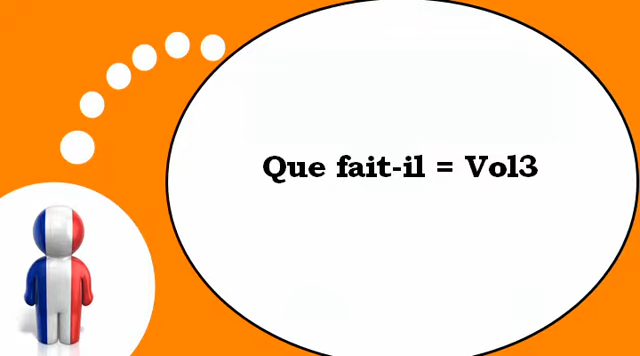 Que fait-il = Vol3